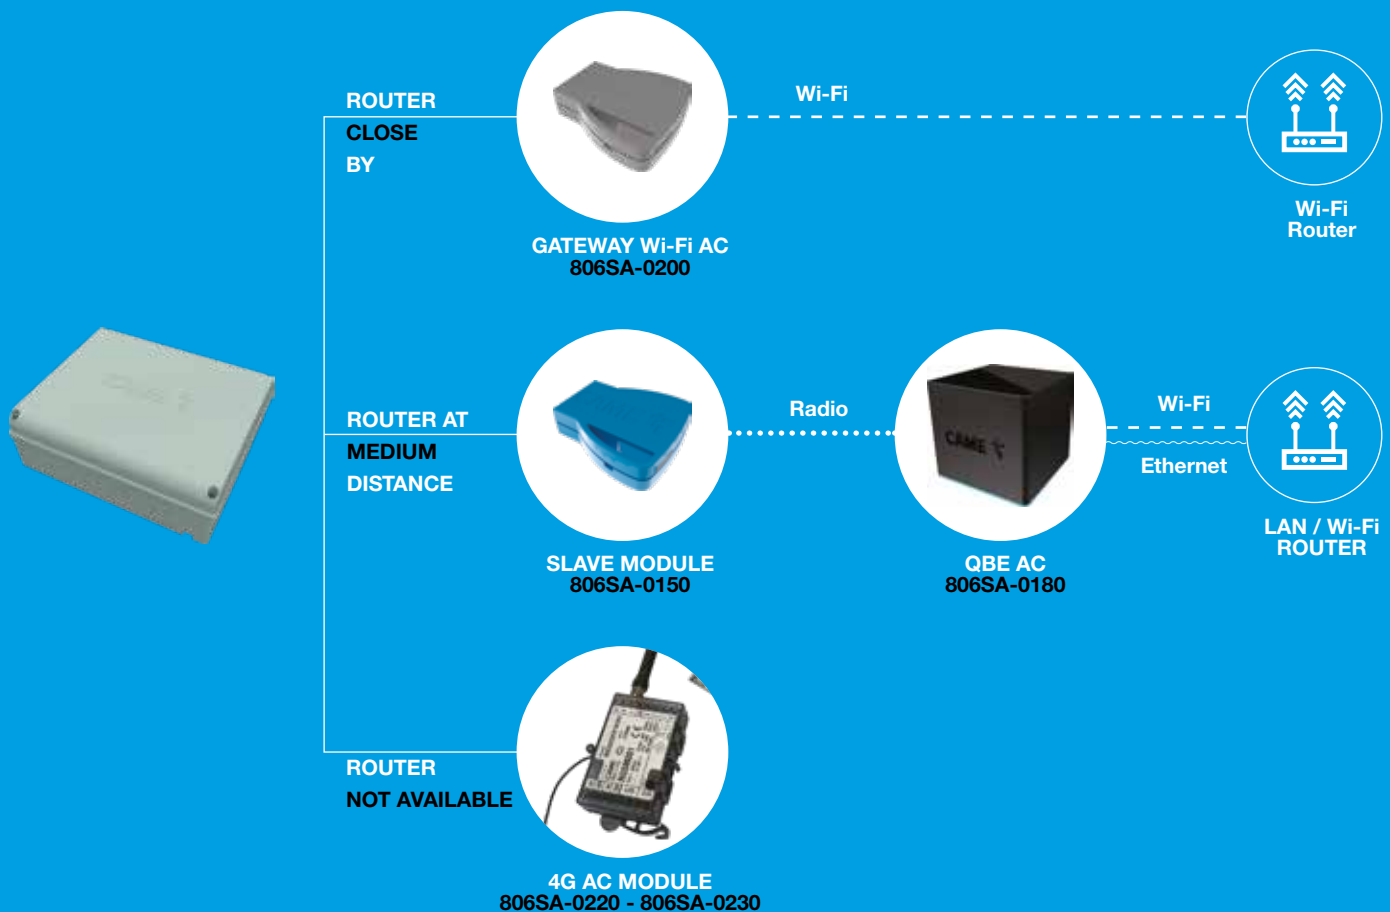 ROUTER
CLOSE
BY
Wi-Fi
Wi-Fi
Router
GATEWAY Wi-Fi AC
806SA-0200
ROUTER AT
MEDIUM
DISTANCE
Radio
CAME
Wi-Fi
Ethernet
LAN / Wi-Fi
ROUTER
SLAVE MODULE
806SA-0150
QBE AC
806SA-0180
ROUTER
NOT AVAILABLE
4G AC MODULE
806SA-0220 - 806SA-0230